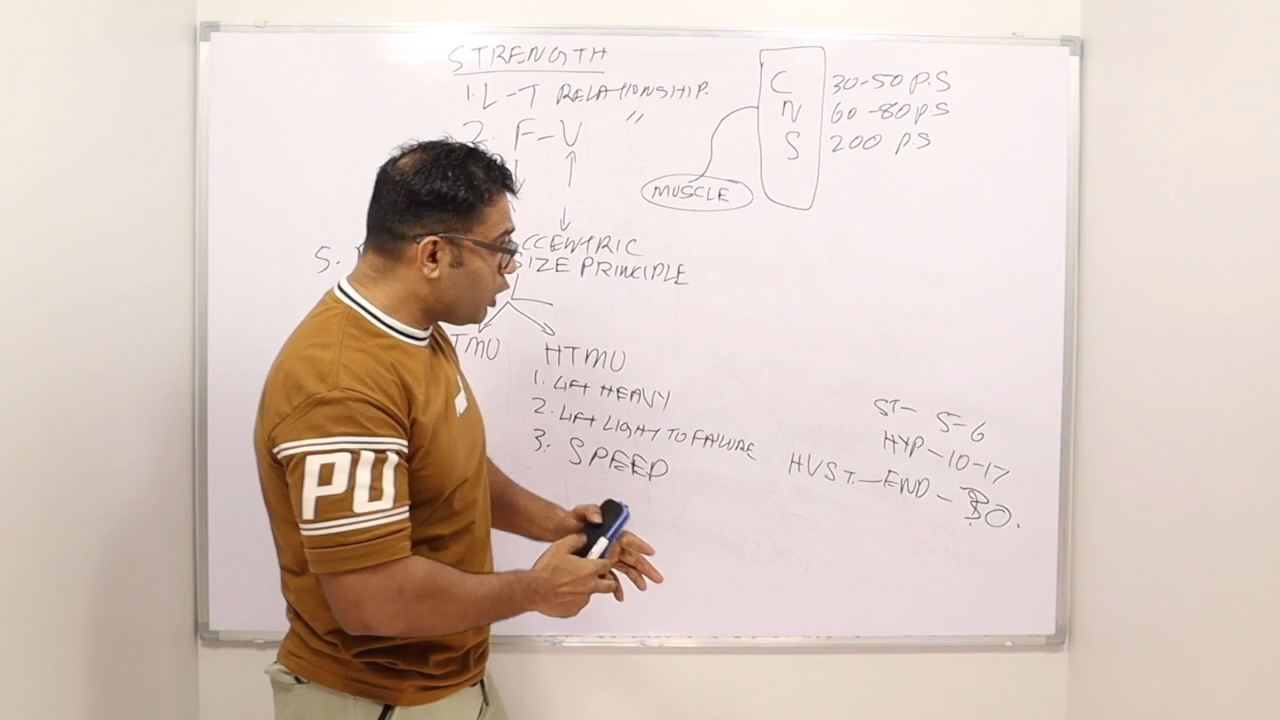 STRENGTH
1. L-T RELATIONSHIP.
2. F-V "
CCENTRIC
5.
SIZE PRINCIPLE
TMU HTMU
1. LIFT HEAVY
2. LIFT LIGHT TO FAILURE
3. SPEED
C 30-50 P.S
N 60-80 P.S
S 200 P.S
MUSCLE
ST- 5-6
HYP-10-17
END-
PU